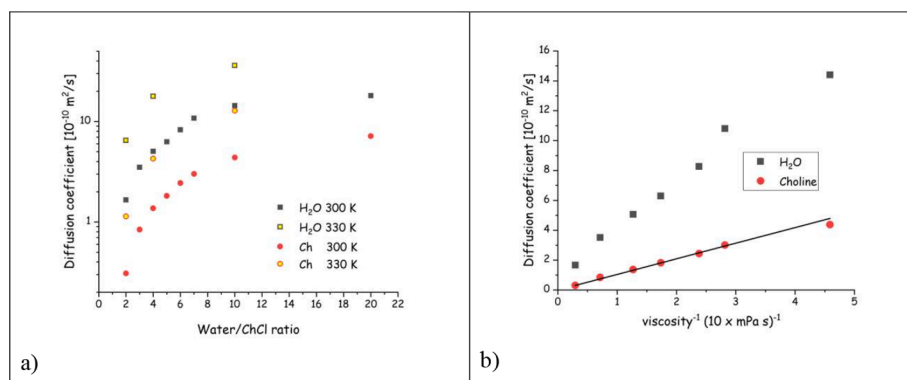 Diffusion coefficient [10⁻¹⁰ m²/s]
10
1
H₂O 300 K
H₂O 330 K
Ch 300 K
Ch 330 K
0 2 4 6 8 10 12 14 16 18 20 22
Water/ChCl ratio
a)
Diffusion coefficient [10⁻¹⁰ m²/s]
16
14
12
10
8
6
4
2
0
H₂O
Choline
0 1 2 3 4 5
viscosity⁻¹ (10 x mPa s)⁻¹
b)